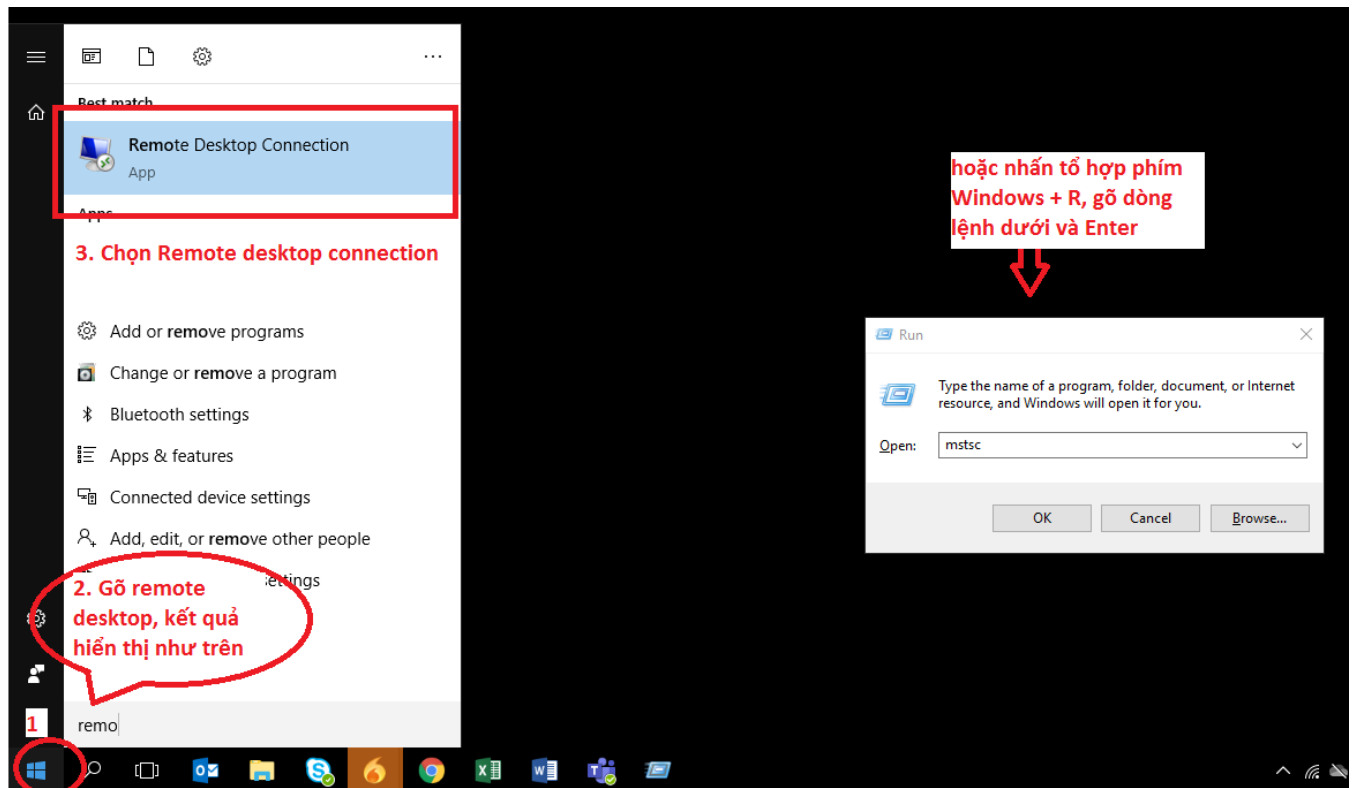 Best match
Remote Desktop Connection
App
Apps
3. Chọn Remote desktop connection
Add or remove programs
Change or remove a program
Bluetooth settings
Apps & features
Connected device settings
Add, edit, or remove other people
settings
2. Gõ remote
desktop, kết quả
hiển thị như trên
1
remo
hoặc nhấn tổ hợp phím
Windows + R, gõ dòng
lệnh dưới và Enter
Run
Type the name of a program, folder, document, or Internet
resource, and Windows will open it for you.
Open:
mstsc
OK
Cancel
Browse...